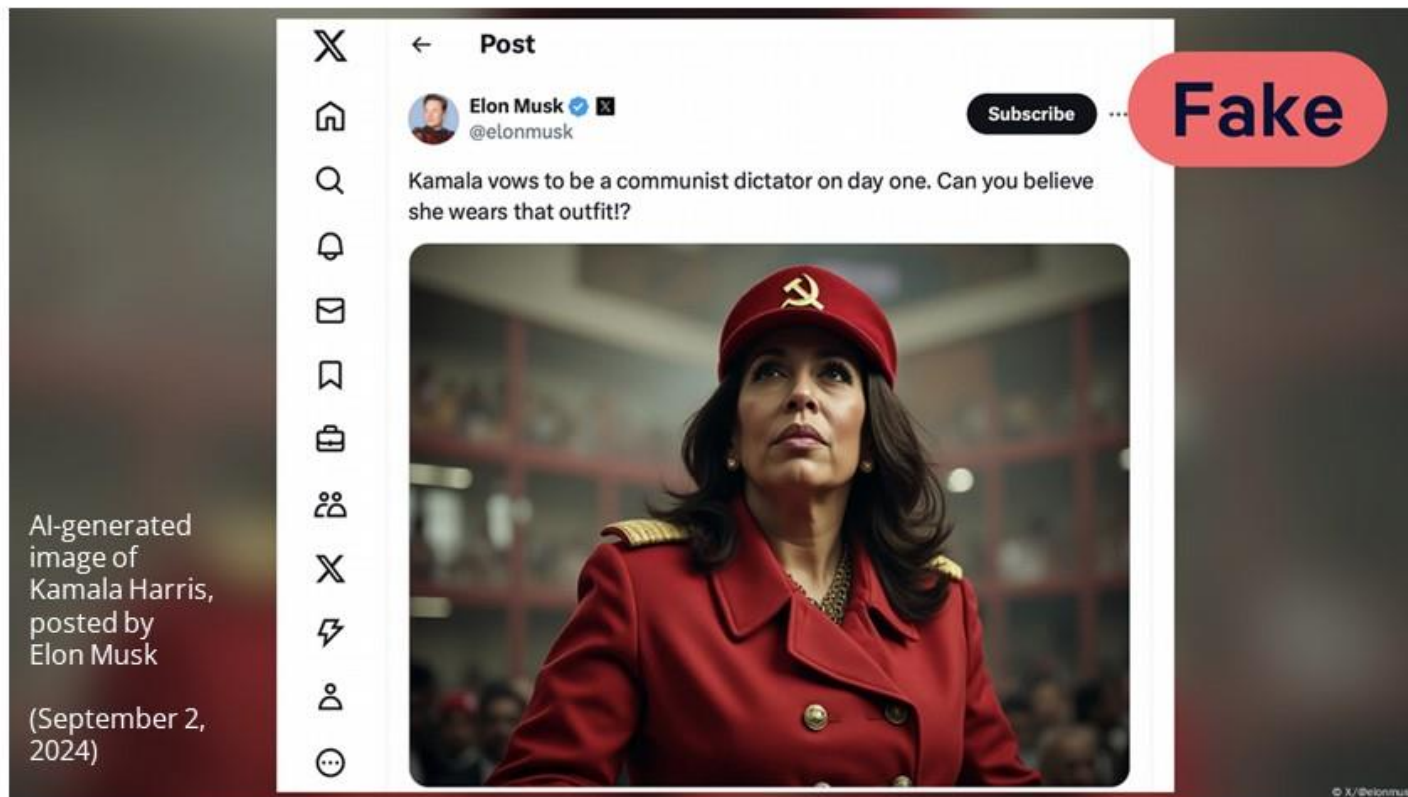 Post
Fake
Elon Musk
@elonmusk
Subscribe
Kamala vows to be a communist dictator on day one. Can you believe
she wears that outfit!?
AI-generated
image of
Kamala Harris,
posted by
Elon Musk
(September 2,
2024)
© X/@elonmusk